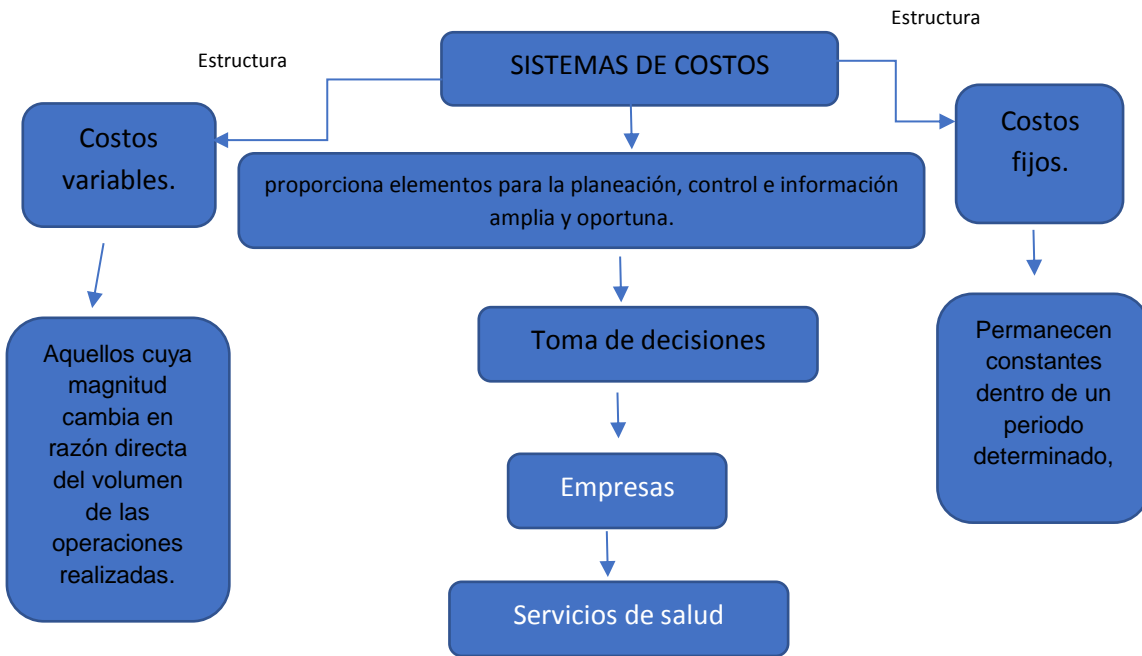 Estructura
Estructura
SISTEMAS DE COSTOS
Costos
variables.
Costos
fijos.
proporciona elementos para la planeación, control e información
amplia y oportuna.
Toma de decisiones
Aquellos cuya
magnitud
cambia en
razón directa
del volumen
de las
operaciones
realizadas.
Permanecen
constantes
dentro de un
periodo
determinado,
Empresas
Servicios de salud